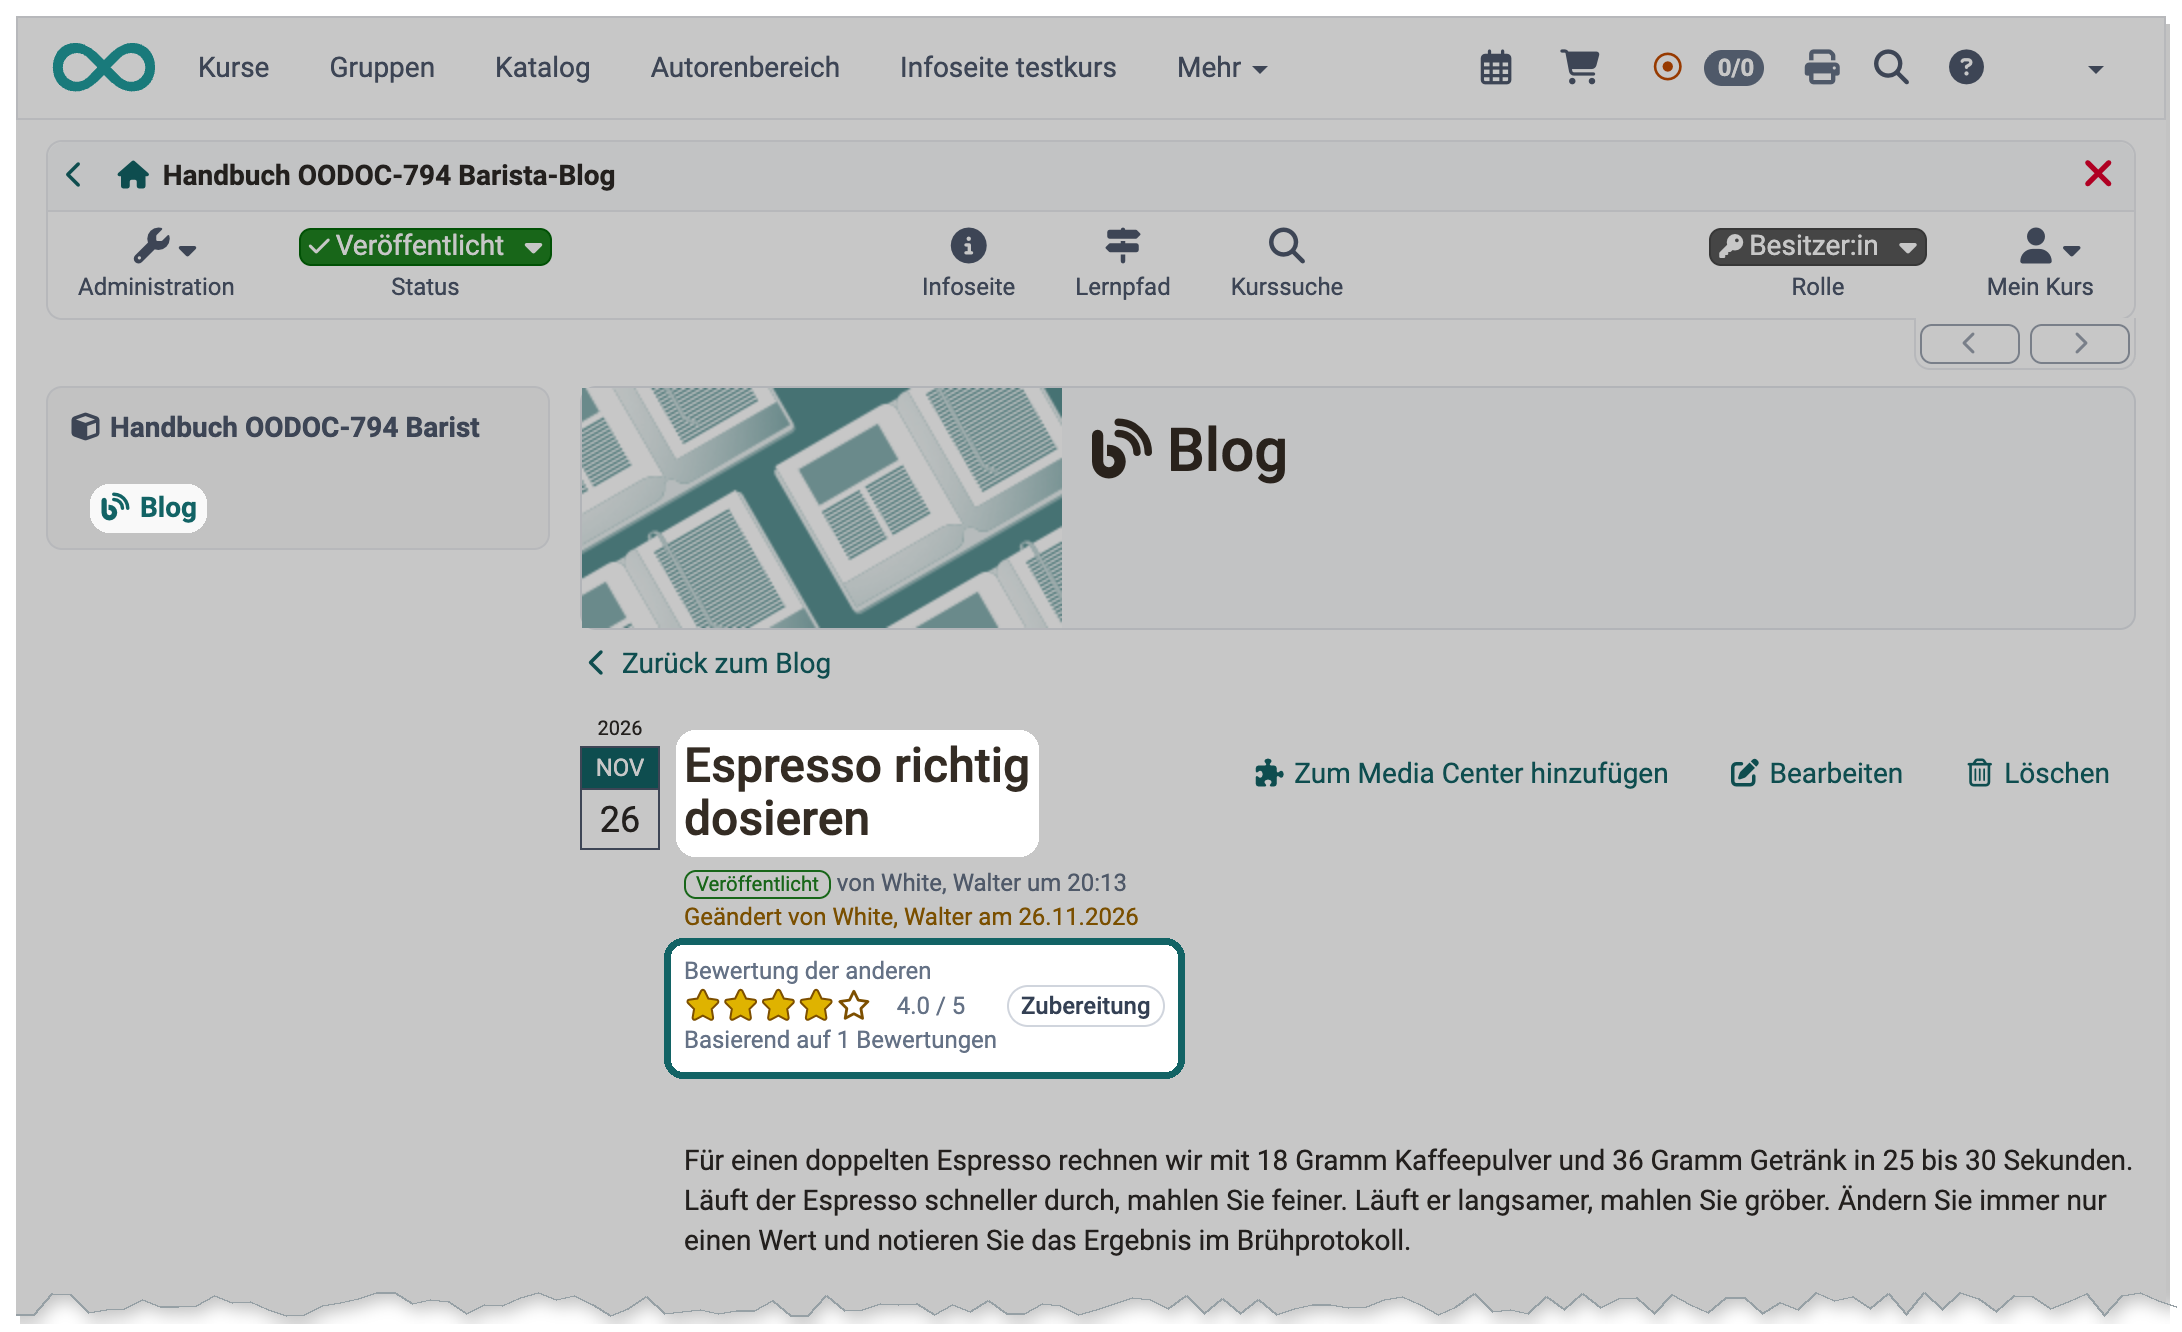 Kurse Gruppen Katalog Autorenbereich Infoseite testkurs Mehr 0/0 ?
Handbuch OODOC-794 Barista-Blog
Veröffentlicht Besitzer:in
Administration Status Infoseite Lernpfad Kurssuche Rolle Mein Kurs
Handbuch OODOC-794 Barist
Blog
Blog
Zurück zum Blog
2026
NOV
26
Espresso richtig
dosieren
Zum Media Center hinzufügen Bearbeiten Löschen
Veröffentlicht von White, Walter um 20:13
Geändert von White, Walter am 26.11.2026
Bewertung der anderen
4.0 / 5 Zubereitung
Basierend auf 1 Bewertungen
Für einen doppelten Espresso rechnen wir mit 18 Gramm Kaffeepulver und 36 Gramm Getränk in 25 bis 30 Sekunden.
Läuft der Espresso schneller durch, mahlen Sie feiner. Läuft er langsamer, mahlen Sie gröber. Ändern Sie immer nur
einen Wert und notieren Sie das Ergebnis im Brühprotokoll.